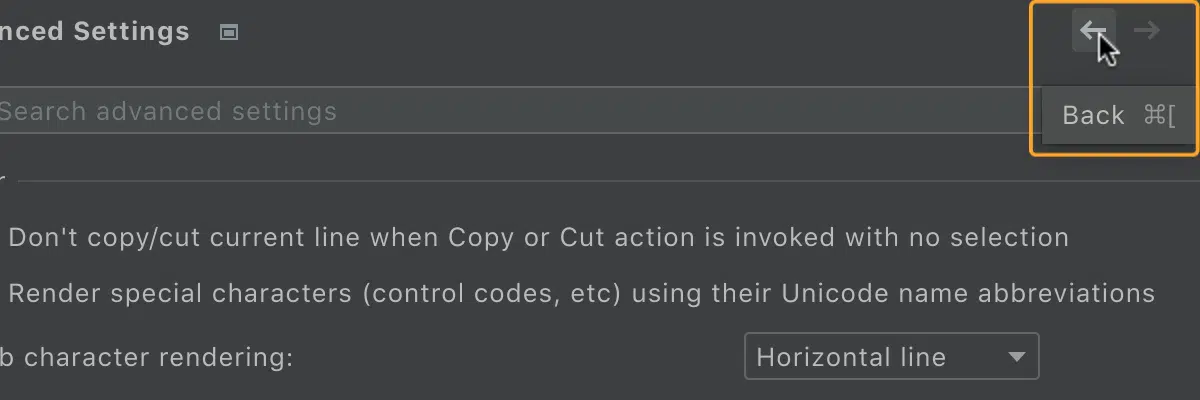 nced Settings
Search advanced settings
Back ⌘[
r
Don't copy/cut current line when Copy or Cut action is invoked with no selection
Render special characters (control codes, etc) using their Unicode name abbreviations
b character rendering:
Horizontal line